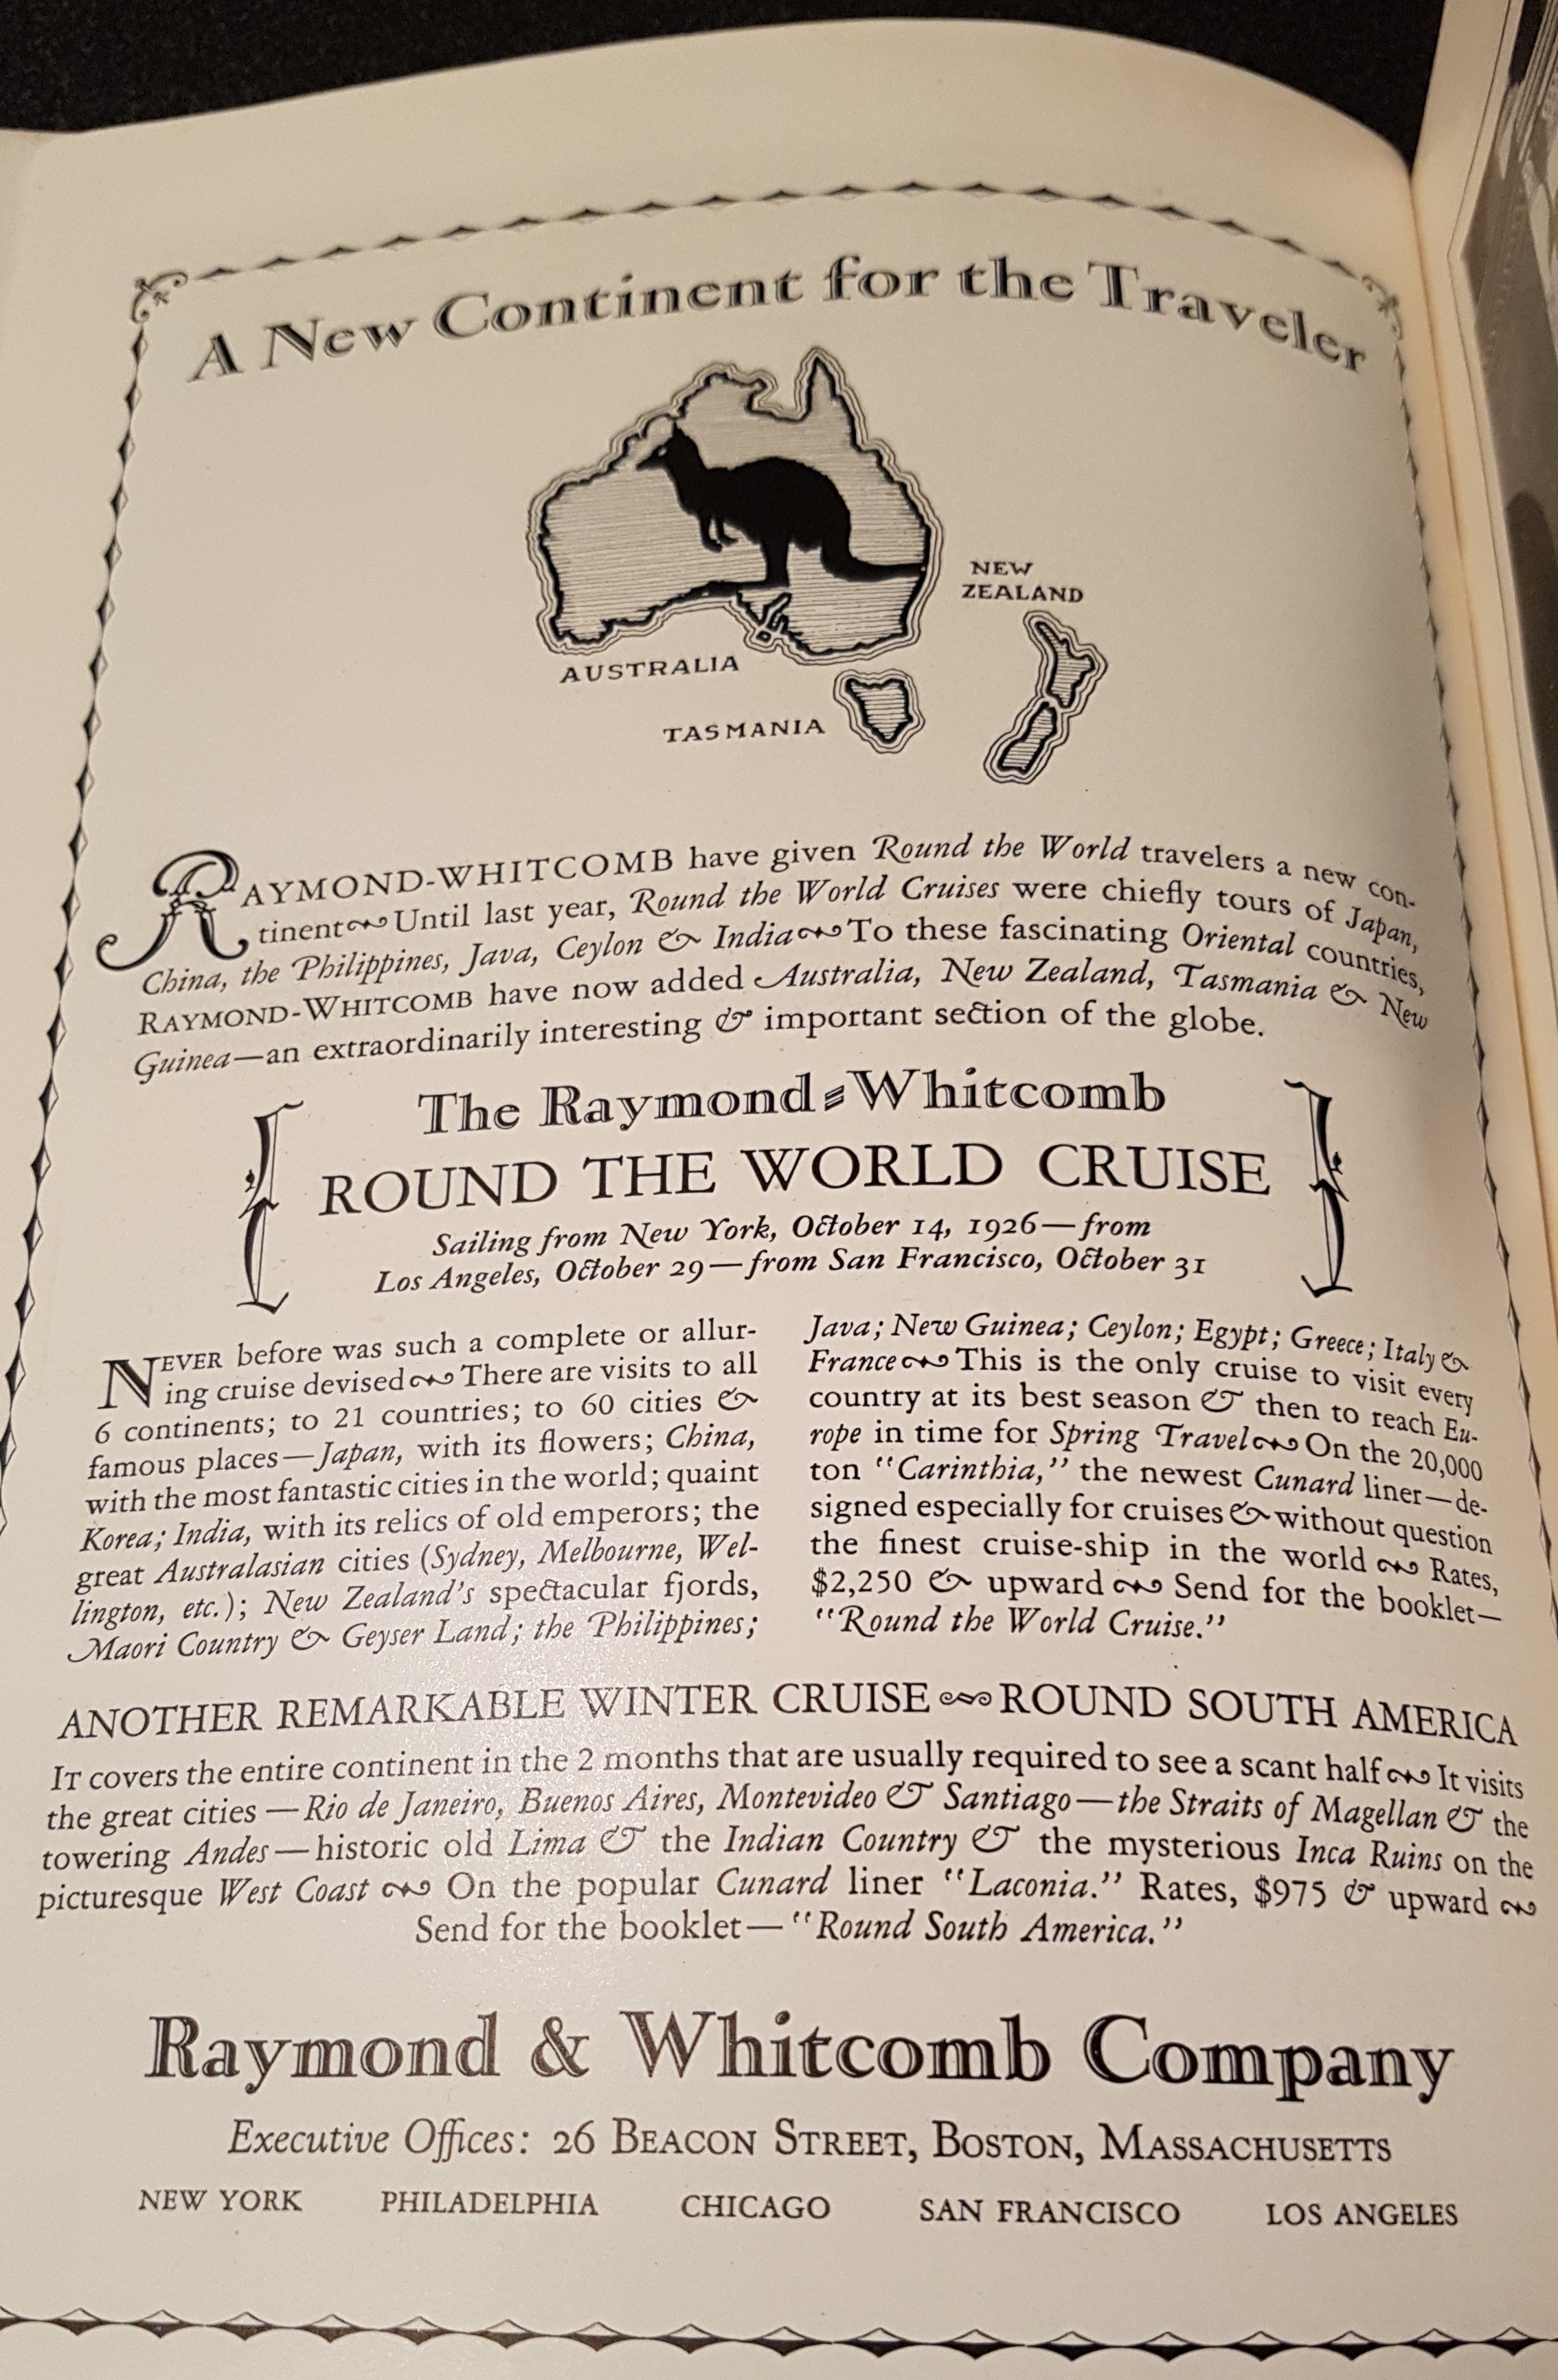 A New Continent for the Traveler
NEW
ZEALAND
AUSTRALIA
TASMANIA
RAYMOND-WHITCOMB have given Round the World travelers a new con-
tinent Until last year, Round the World Cruises were chiefly tours of Japan,
China, the Philippines, Java, Ceylon & India To these fascinating Oriental countries,
RAYMOND-WHITCOMB have now added Australia, New Zealand, Tasmania & New
Guinea—an extraordinarily interesting & important section of the globe.
The Raymond-Whitcomb
ROUND THE WORLD CRUISE
Sailing from New York, October 14, 1926—from
Los Angeles, October 29—from San Francisco, October 31
NEVER before was such a complete or allur-
ing cruise devised There are visits to all
6 continents; to 21 countries; to 60 cities &
famous places—Japan, with its flowers; China,
with the most fantastic cities in the world; quaint
Korea; India, with its relics of old emperors; the
great Australasian cities (Sydney, Melbourne, Wel-
lington, etc.); New Zealand's spectacular fjords,
Maori Country & Geyser Land; the Philippines;
Java; New Guinea; Ceylon; Egypt; Greece; Italy &
France This is the only cruise to visit every
country at its best season & then to reach Eu-
rope in time for Spring Travel On the 20,000
ton "Carinthia," the newest Cunard liner—de-
signed especially for cruises & without question
the finest cruise-ship in the world Rates,
$2,250 & upward Send for the booklet—
"Round the World Cruise."
ANOTHER REMARKABLE WINTER CRUISE ROUND SOUTH AMERICA
IT covers the entire continent in the 2 months that are usually required to see a scant half It visits
the great cities—Rio de Janeiro, Buenos Aires, Montevideo & Santiago—the Straits of Magellan & the
towering Andes—historic old Lima & the Indian Country & the mysterious Inca Ruins on the
picturesque West Coast On the popular Cunard liner "Laconia." Rates, $975 & upward
Send for the booklet—"Round South America."
Raymond & Whitcomb Company
Executive Offices: 26 BEACON STREET, BOSTON, MASSACHUSETTS
NEW YORK PHILADELPHIA CHICAGO SAN FRANCISCO LOS ANGELES